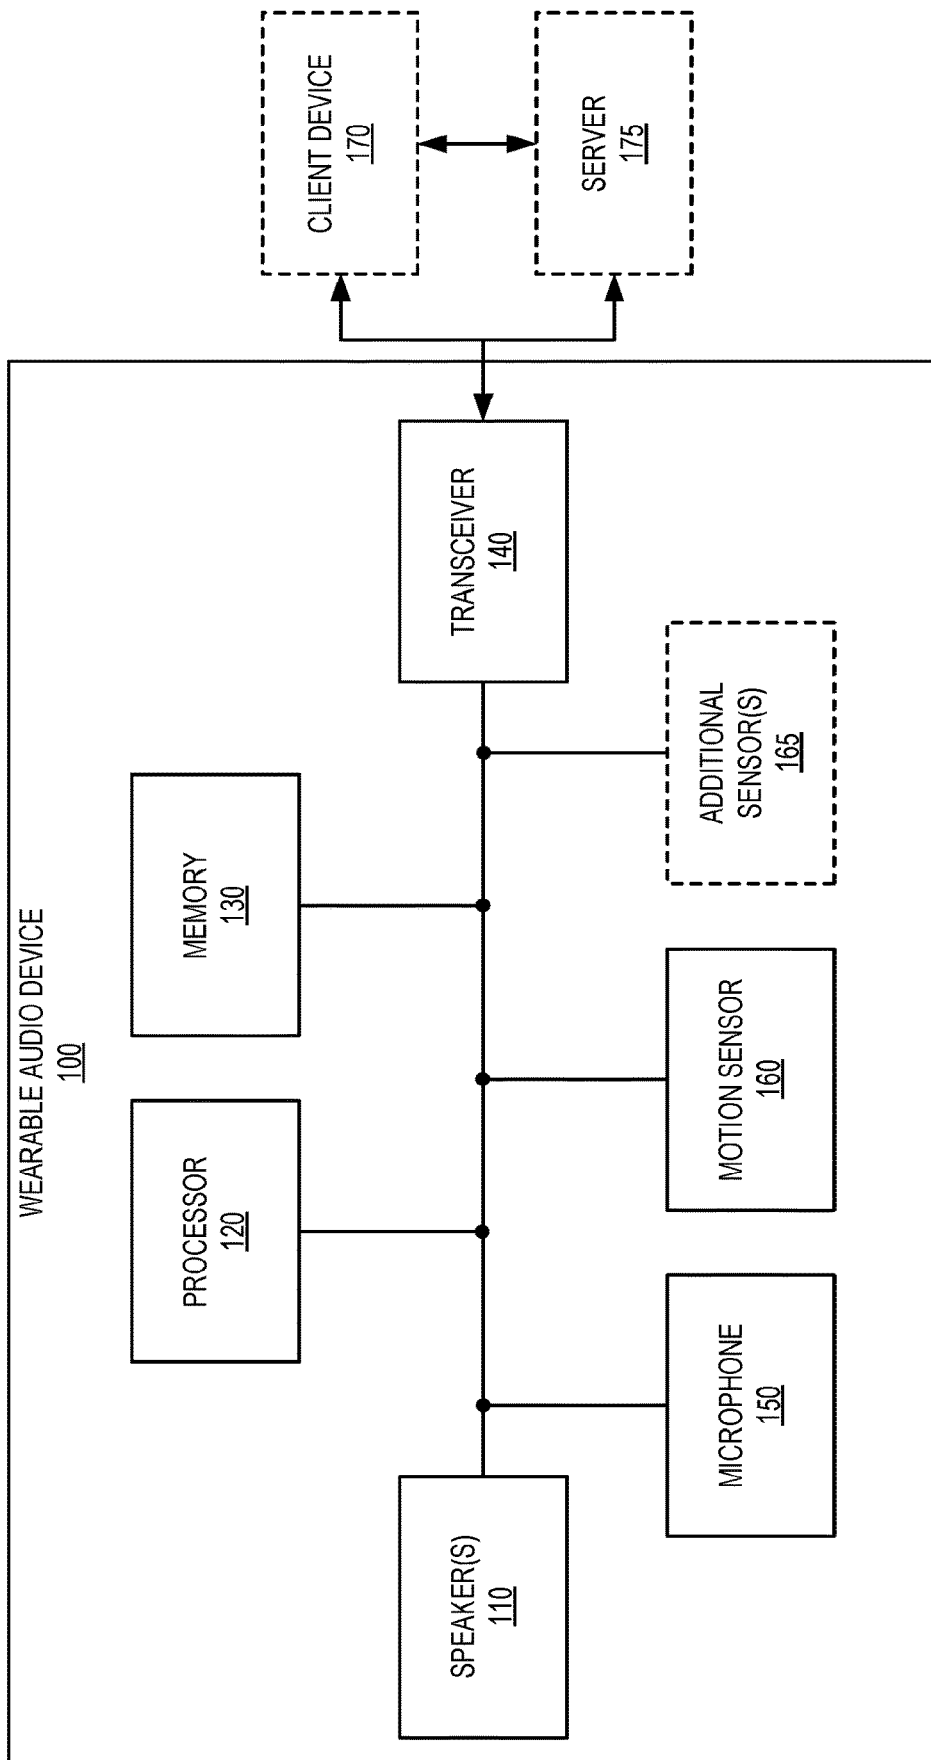 WEARABLE AUDIO DEVICE
100
PROCESSOR
120
MEMORY
130
SPEAKER(S)
110
TRANSCEIVER
140
MICROPHONE
150
MOTION SENSOR
160
ADDITIONAL
SENSOR(S)
165
CLIENT DEVICE
170
SERVER
175